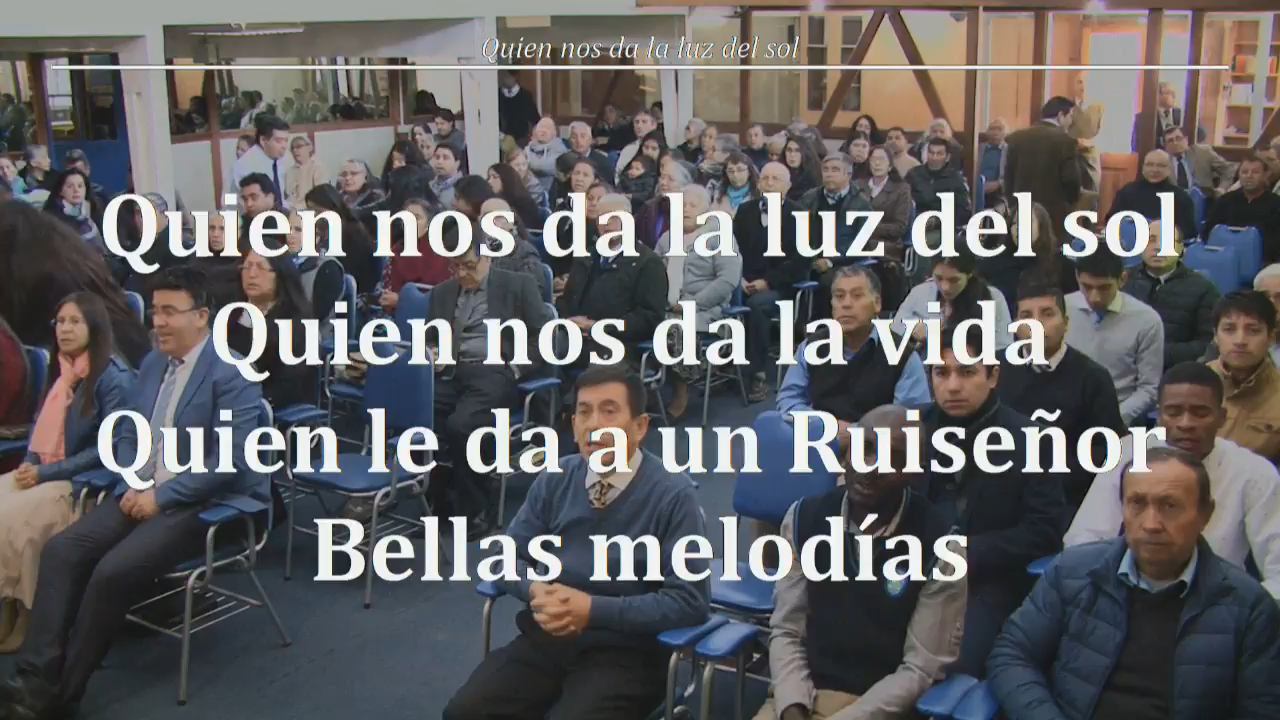 Quien nos da la luz del sol
Quien nos da la luz del sol
Quien nos da la vida
Quien le da a un Ruiseñor
Bellas melodías